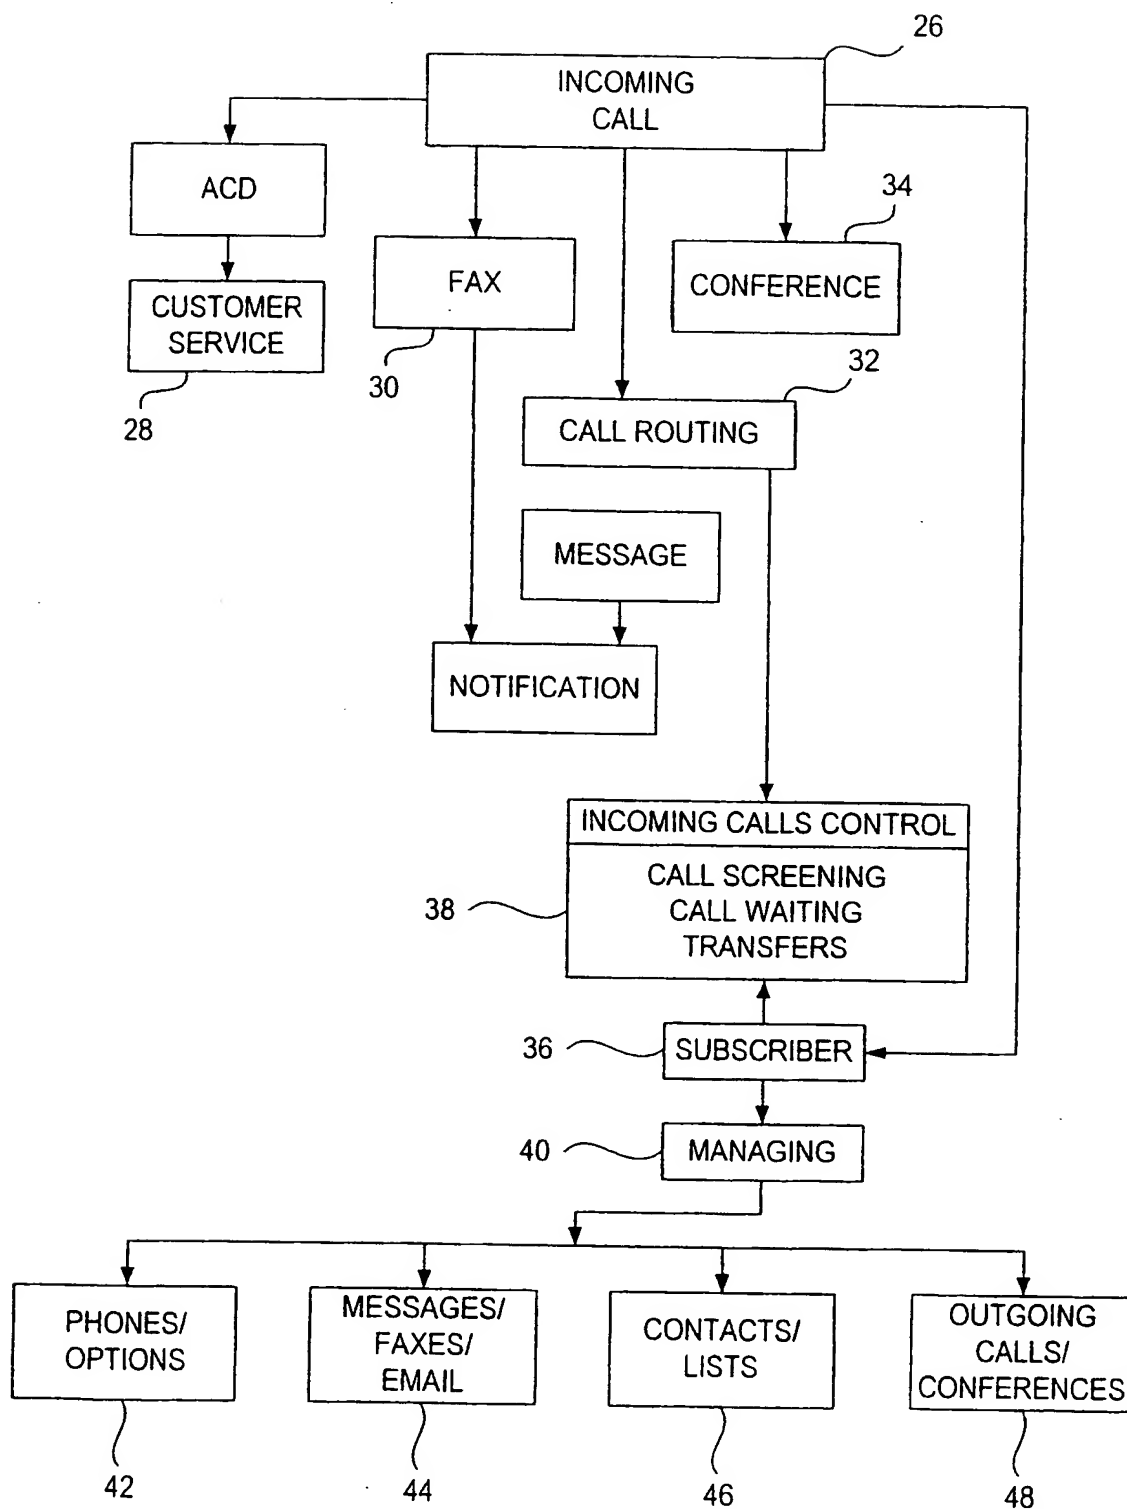 26
INCOMING
CALL
ACD
34
FAX
CONFERENCE
CUSTOMER
SERVICE
30
32
28
CALL ROUTING
MESSAGE
NOTIFICATION
INCOMING CALLS CONTROL
CALL SCREENING
CALL WAITING
TRANSFERS
38
36
SUBSCRIBER
40
MANAGING
PHONES/
OPTIONS
MESSAGES/
FAXES/
EMAIL
CONTACTS/
LISTS
OUTGOING
CALLS/
CONFERENCES
42
44
46
48